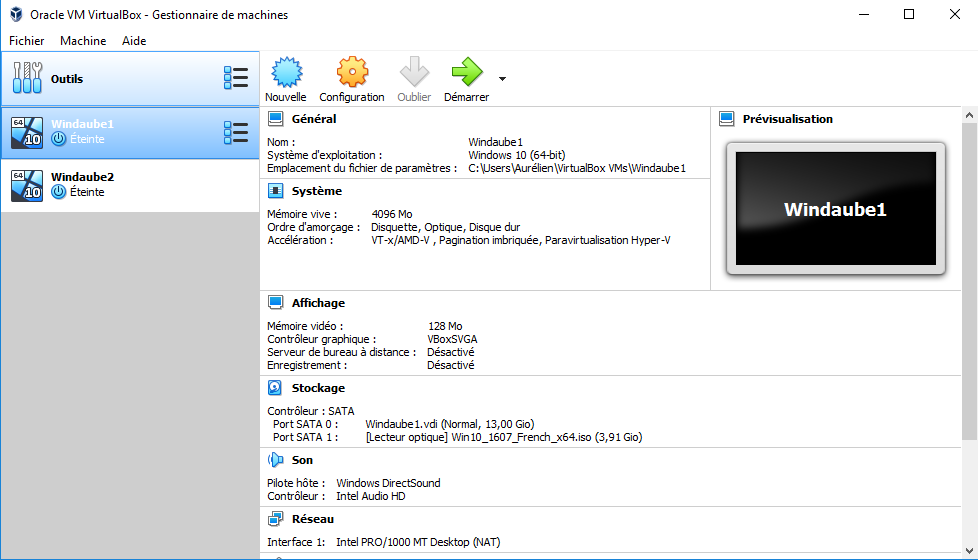 Oracle VM VirtualBox - Gestionnaire de machines
Fichier Machine Aide
Outils
Nouvelle Configuration Oublier Démarrer
64
10
Windaube1
Éteinte
64
10
Windaube2
Éteinte
Général
Nom : Windaube1
Système d'exploitation : Windows 10 (64-bit)
Emplacement du fichier de paramètres : C:\Users\Aurélien\VirtualBox VMs\Windaube1
Système
Mémoire vive : 4096 Mo
Ordre d'amorçage : Disquette, Optique, Disque dur
Accélération : VT-x/AMD-V , Pagination imbriquée, Paravirtualisation Hyper-V
Prévisualisation
Windaube1
Affichage
Mémoire vidéo : 128 Mo
Contrôleur graphique : VBoxSVGA
Serveur de bureau à distance : Désactivé
Enregistrement : Désactivé
Stockage
Contrôleur : SATA
Port SATA 0 : Windaube1.vdi (Normal, 13,00 Gio)
Port SATA 1 : [Lecteur optique] Win10_1607_French_x64.iso (3,91 Gio)
Son
Pilote hôte : Windows DirectSound
Contrôleur : Intel Audio HD
Réseau
Interface 1: Intel PRO/1000 MT Desktop (NAT)